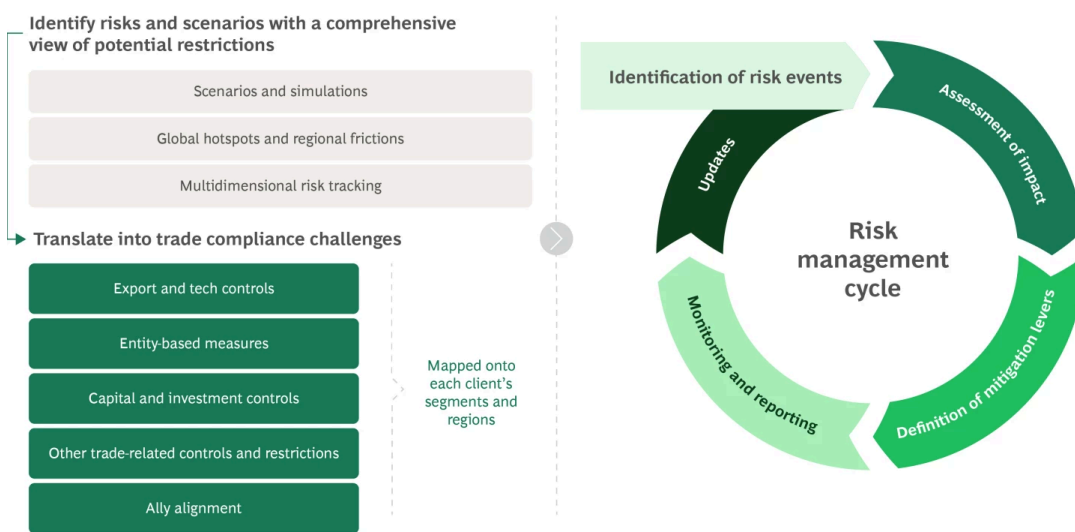 Identify risks and scenarios with a comprehensive
view of potential restrictions
Scenarios and simulations
Global hotspots and regional frictions
Multidimensional risk tracking
Translate into trade compliance challenges
Export and tech controls
Entity-based measures
Capital and investment controls
Other trade-related controls and restrictions
Ally alignment
Mapped onto
each client's
segments and
regions
Identification of risk events
Assessment of impact
Definition of mitigation levers
Monitoring and reporting
Updates
Risk
management
cycle